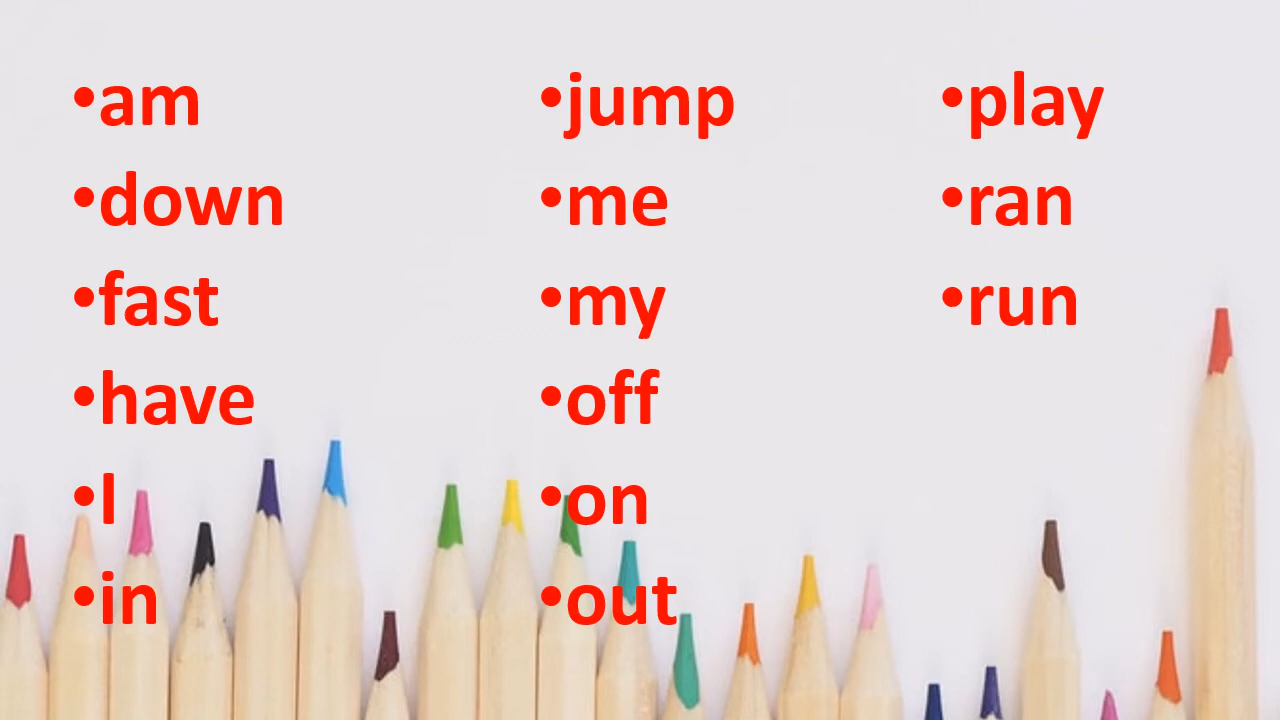 •am
•down
•fast
•have
•I
•in
•jump
•me
•my
•off
•on
•out
•play
•ran
•run